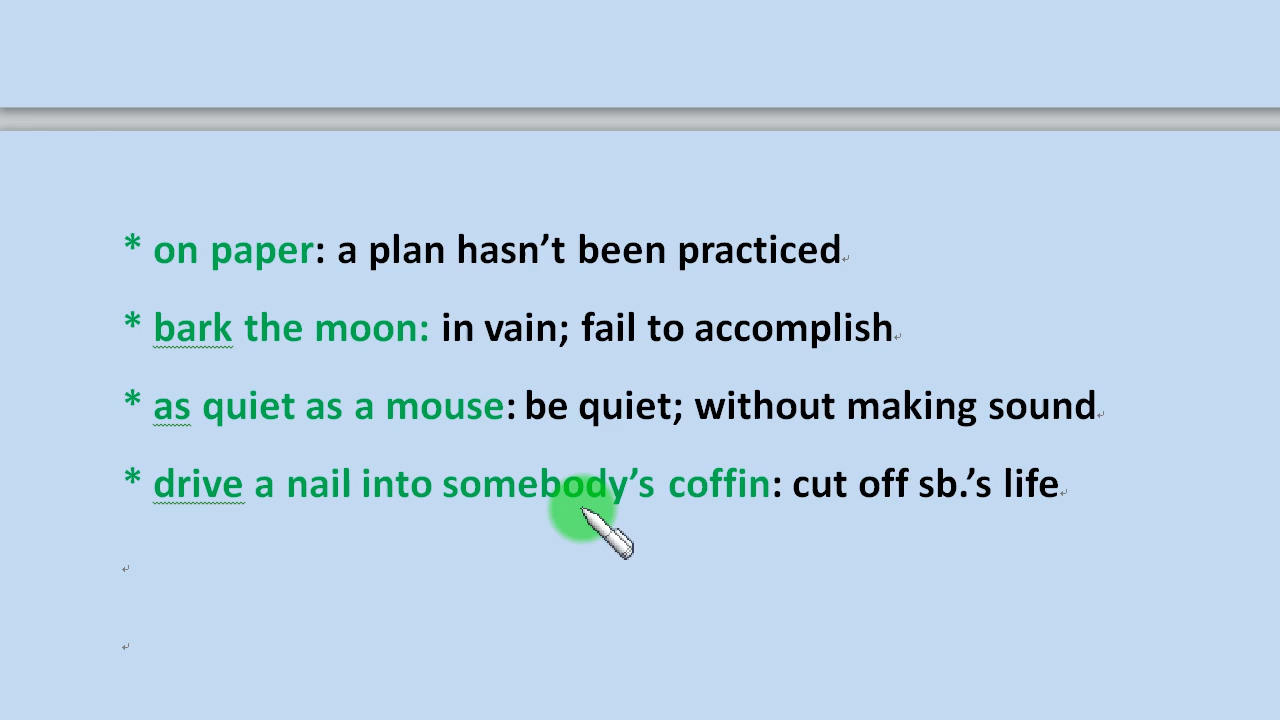 * on paper: a plan hasn’t been practiced
* bark the moon: in vain; fail to accomplish
* as quiet as a mouse: be quiet; without making sound
* drive a nail into somebody’s coffin: cut off sb.’s life